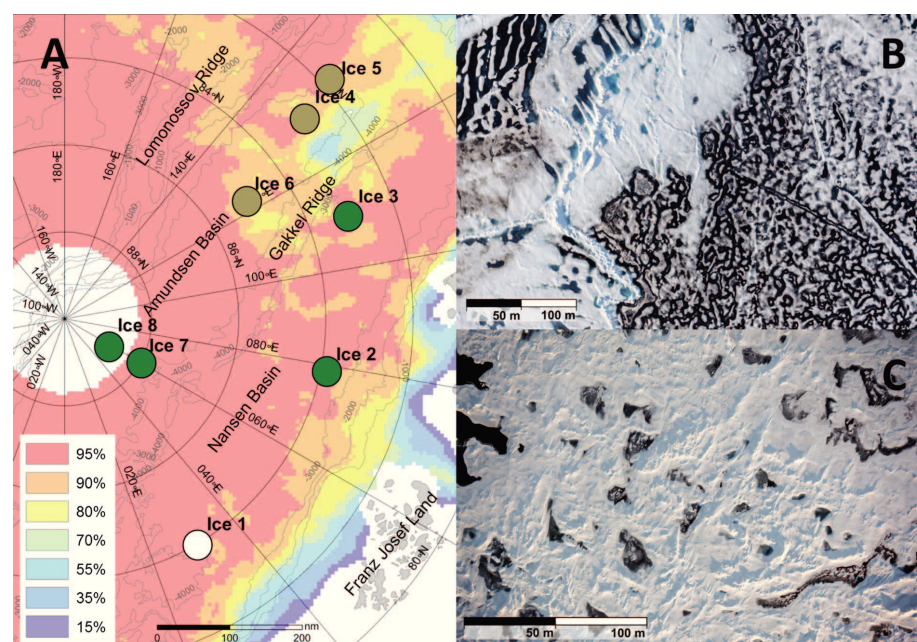 A
B
C
Lomonossov Ridge
Ice 5
Ice 4
Ice 6
Ice 3
Gakkel Ridge
Amundsen Basin
Ice 8
Ice 7
Ice 2
Nansen Basin
Ice 1
Franz Josef Land
180°W
180°E
160°E
140°E
84°N
86°N
88°N
100°E
080°E
060°E
040°E
020°E
160°W
140°W
100°W
040°W
020°W
80°N
95%
90%
80%
70%
55%
35%
15%
0
100
200
nm
50 m
100 m
50 m
100 m